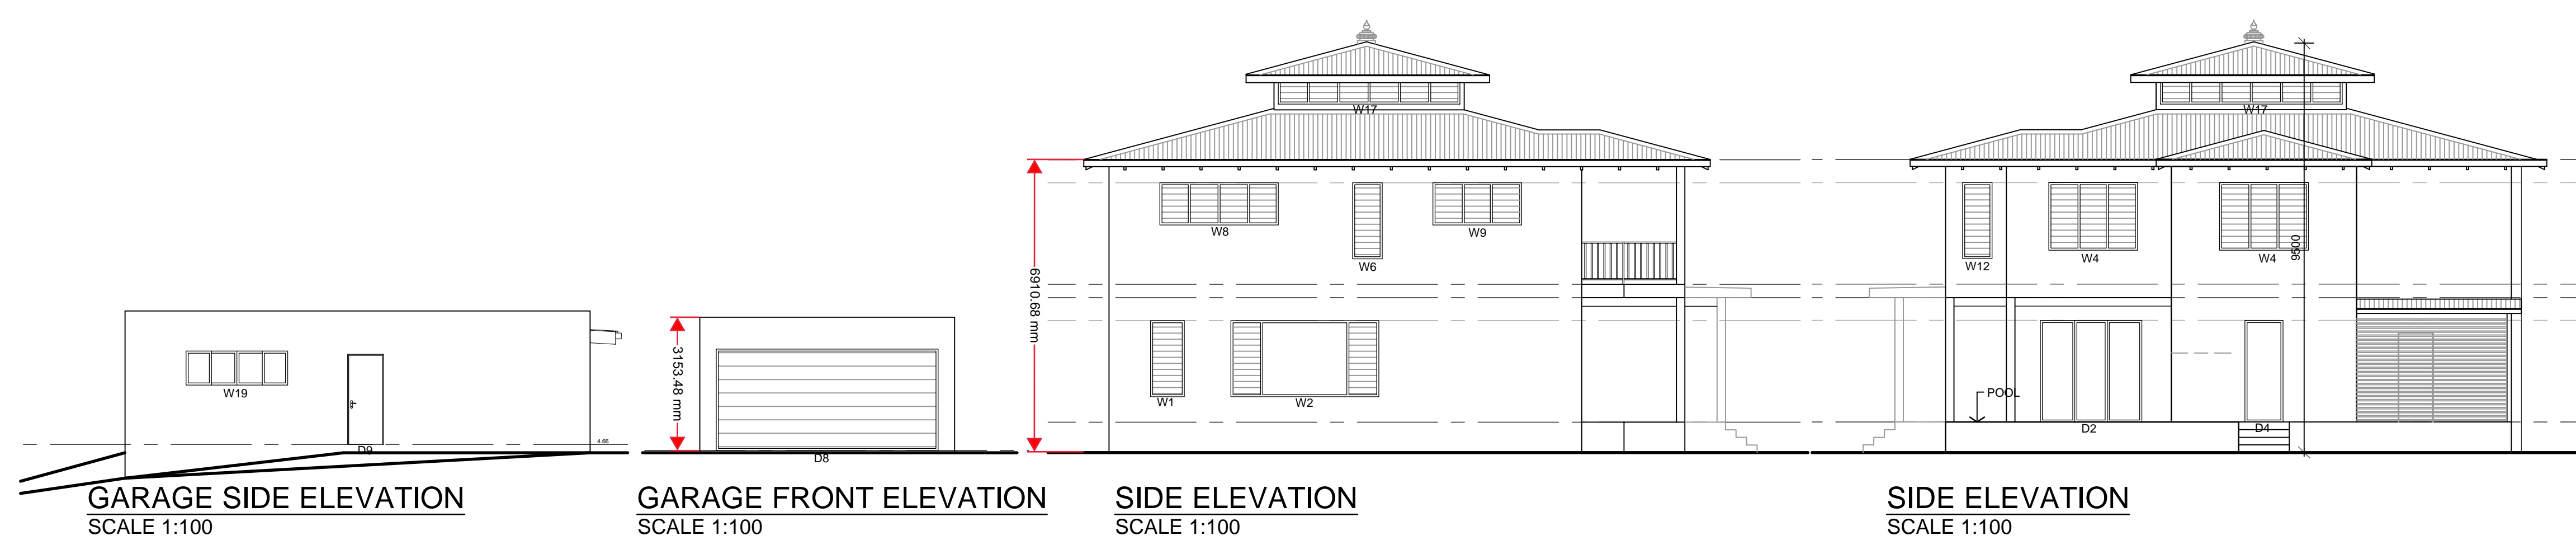 W17
W17
W8
W6
W9
W12
W4
W4
9500
6910.68 mm
3153.48 mm
W19
D9
4.66
D8
W1
W2
POOL
D2
D4
GARAGE SIDE ELEVATION
SCALE 1:100
GARAGE FRONT ELEVATION
SCALE 1:100
SIDE ELEVATION
SCALE 1:100
SIDE ELEVATION
SCALE 1:100